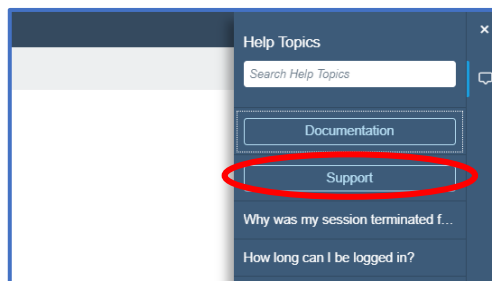 Help Topics
Search Help Topics
Documentation
Support
Why was my session terminated f...
How long can I be logged in?